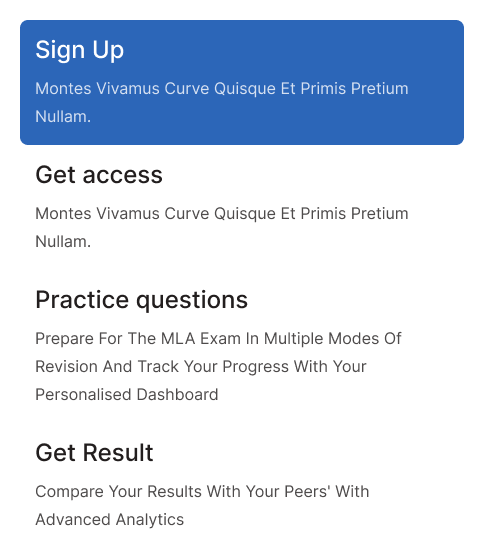 Sign Up
Montes Vivamus Curve Quisque Et Primis Pretium
Nullam.
Get access
Montes Vivamus Curve Quisque Et Primis Pretium
Nullam.
Practice questions
Prepare For The MLA Exam In Multiple Modes Of
Revision And Track Your Progress With Your
Personalised Dashboard
Get Result
Compare Your Results With Your Peers' With
Advanced Analytics